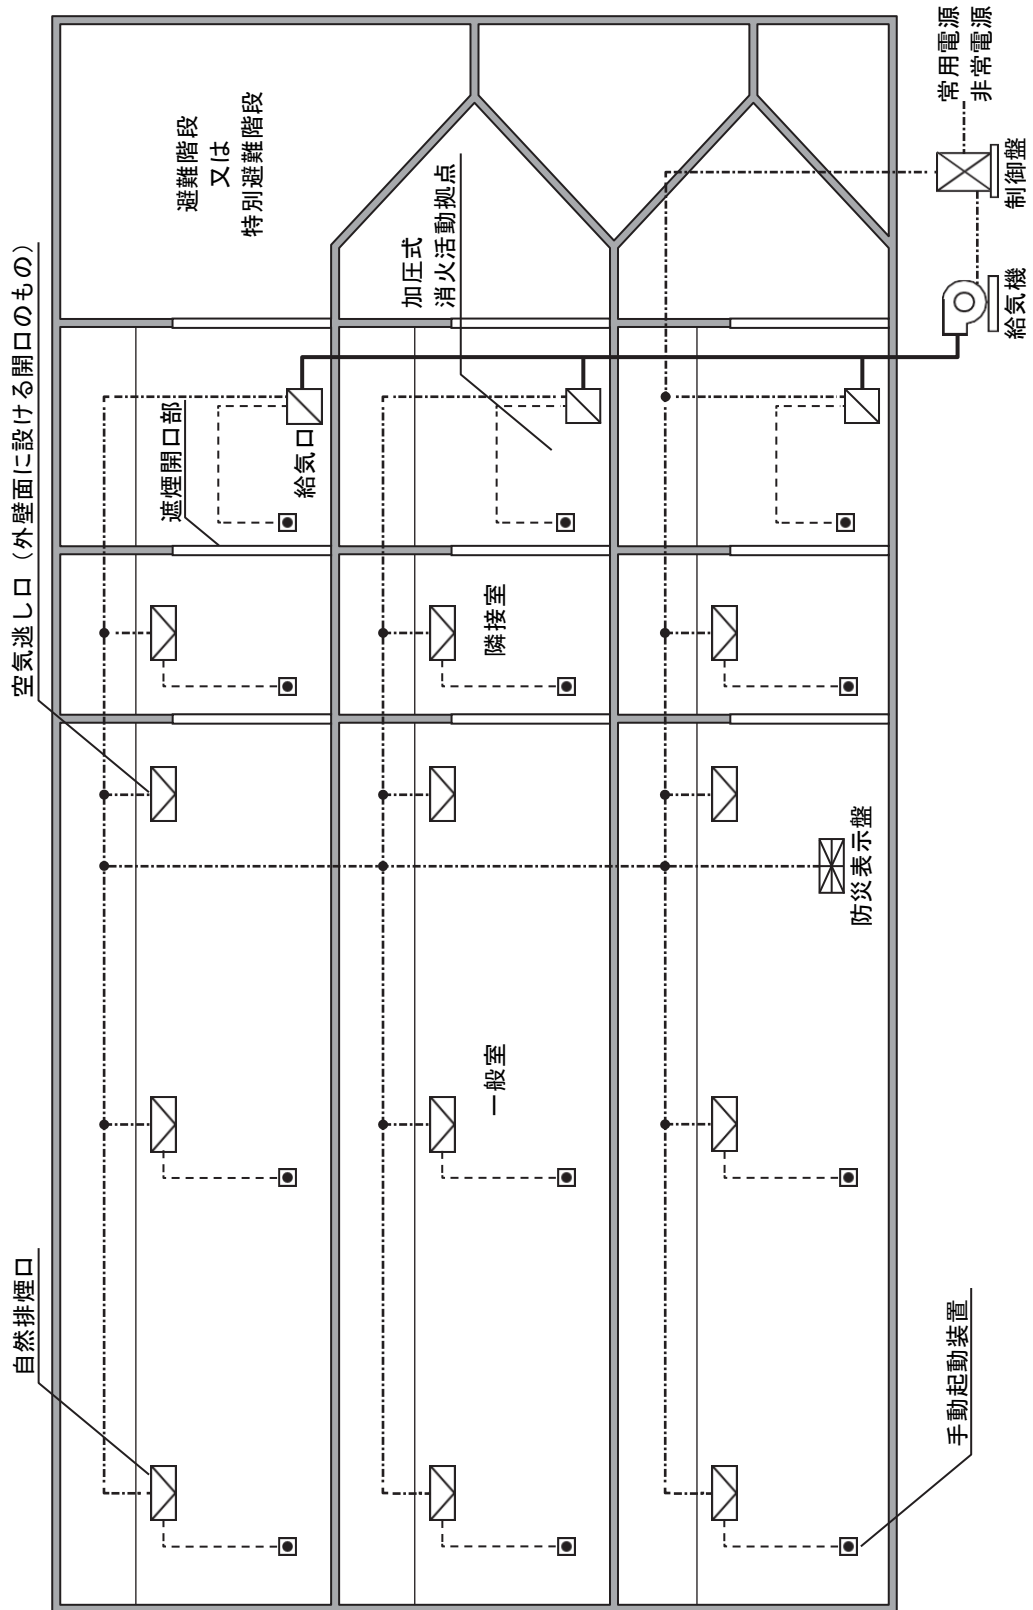 空気逃し口（外壁面に設ける開口のもの）
自然排煙口
避難階段
又は
特別避難階段
遮煙開口部
給気口
加圧式
消火活動拠点
隣接室
一般室
防災表示盤
常用電源
非常電源
制御盤
給気機
手動起動装置